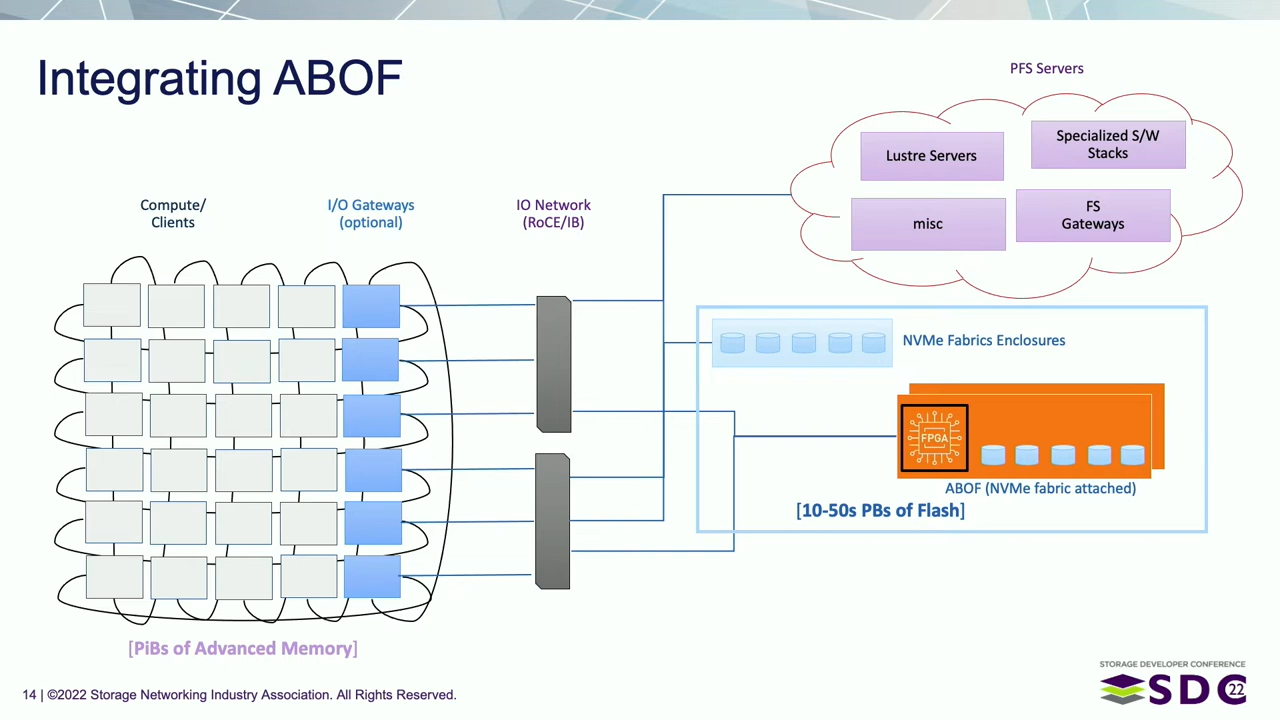 Integrating ABOF
PFS Servers
Lustre Servers
Specialized S/W
Stacks
misc
FS
Gateways
Compute/
Clients
I/O Gateways
(optional)
IO Network
(RoCE/IB)
NVMe Fabrics Enclosures
FPGA
ABOF (NVMe fabric attached)
[10-50s PBs of Flash]
[PiBs of Advanced Memory]
14 | ©2022 Storage Networking Industry Association. All Rights Reserved.
STORAGE DEVELOPER CONFERENCE
SDC 22